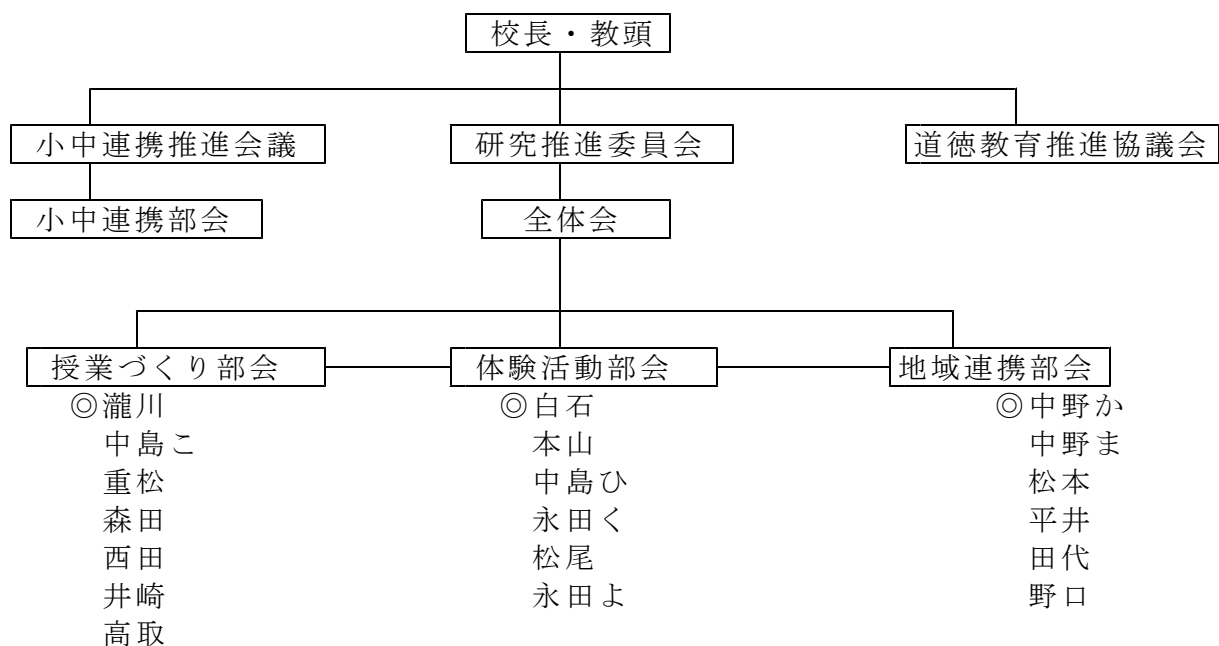 校長・教頭
小中連携推進会議
研究推進委員会
道徳教育推進協議会
小中連携部会
全体会
授業づくり部会
体験活動部会
地域連携部会
◎瀧川
中島こ
重松
森田
西田
井崎
高取
◎白石
本山
中島ひ
永田く
松尾
永田よ
◎中野か
中野ま
松本
平井
田代
野口